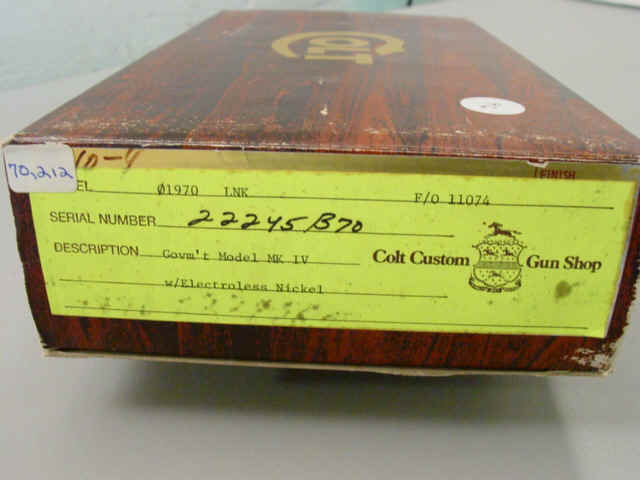 COLT
10-4
70,212
FINISH
EL Ø1970 LNK F/O 11074
SERIAL NUMBER 22245B70
DESCRIPTION Govm't Model MK IV
Colt Custom Gun Shop
w/Electroless Nickel